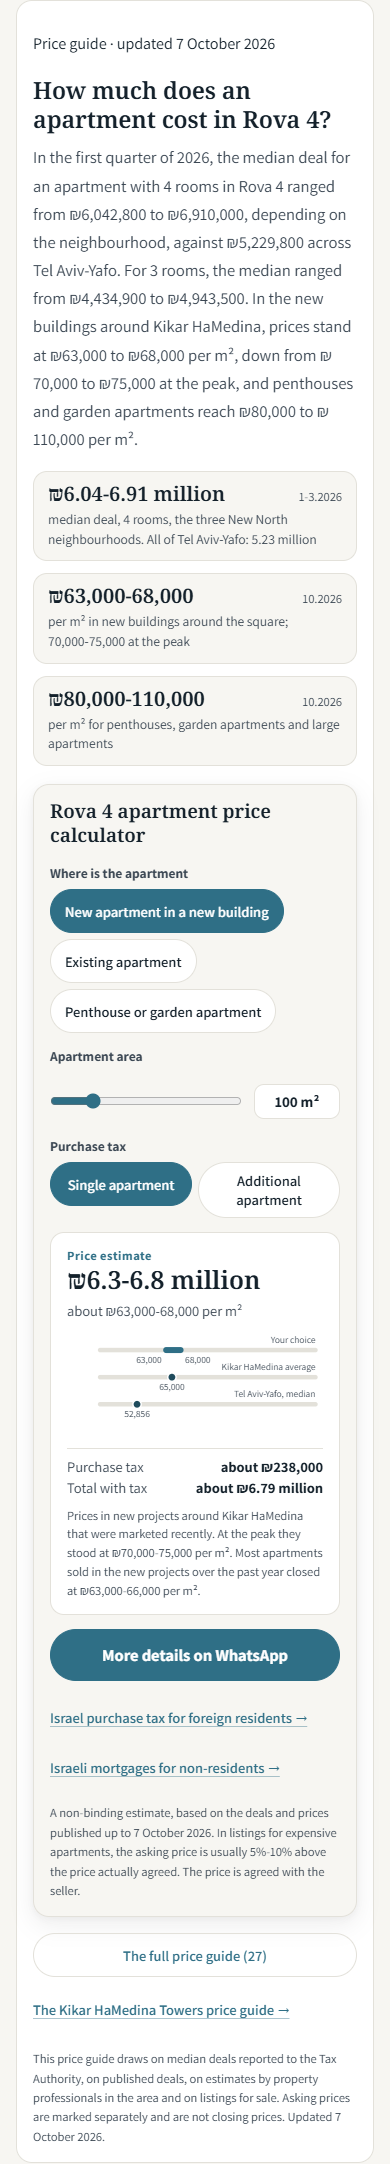 Price guide · updated 7 October 2026
How much does an
apartment cost in Rova 4?
In the first quarter of 2026, the median deal for
an apartment with 4 rooms in Rova 4 ranged
from ₪6,042,800 to ₪6,910,000, depending on
the neighbourhood, against ₪5,229,800 across
Tel Aviv-Yafo. For 3 rooms, the median ranged
from ₪4,434,900 to ₪4,943,500. In the new
buildings around Kikar HaMedina, prices stand
at ₪63,000 to ₪68,000 per m², down from ₪
70,000 to ₪75,000 at the peak, and penthouses
and garden apartments reach ₪80,000 to ₪
110,000 per m².
₪6.04-6.91 million 1-3.2026
median deal, 4 rooms, the three New North
neighbourhoods. All of Tel Aviv-Yafo: 5.23 million
₪63,000-68,000 10.2026
per m² in new buildings around the square;
70,000-75,000 at the peak
₪80,000-110,000 10.2026
per m² for penthouses, garden apartments and large
apartments
Rova 4 apartment price
calculator
Where is the apartment
New apartment in a new building
Existing apartment
Penthouse or garden apartment
Apartment area
100 m²
Purchase tax
Single apartment
Additional
apartment
Price estimate
₪6.3-6.8 million
about ₪63,000-68,000 per m²
Your choice
63,000 68,000
Kikar HaMedina average
65,000
Tel Aviv-Yafo, median
52,856
Purchase tax about ₪238,000
Total with tax about ₪6.79 million
Prices in new projects around Kikar HaMedina
that were marketed recently. At the peak they
stood at ₪70,000-75,000 per m². Most apartments
sold in the new projects over the past year closed
at ₪63,000-66,000 per m².
More details on WhatsApp
Israel purchase tax for foreign residents →
Israeli mortgages for non-residents →
A non-binding estimate, based on the deals and prices
published up to 7 October 2026. In listings for expensive
apartments, the asking price is usually 5%-10% above
the price actually agreed. The price is agreed with the
seller.
The full price guide (27)
The Kikar HaMedina Towers price guide →
This price guide draws on median deals reported to the Tax
Authority, on published deals, on estimates by property
professionals in the area and on listings for sale. Asking prices
are marked separately and are not closing prices. Updated 7
October 2026.